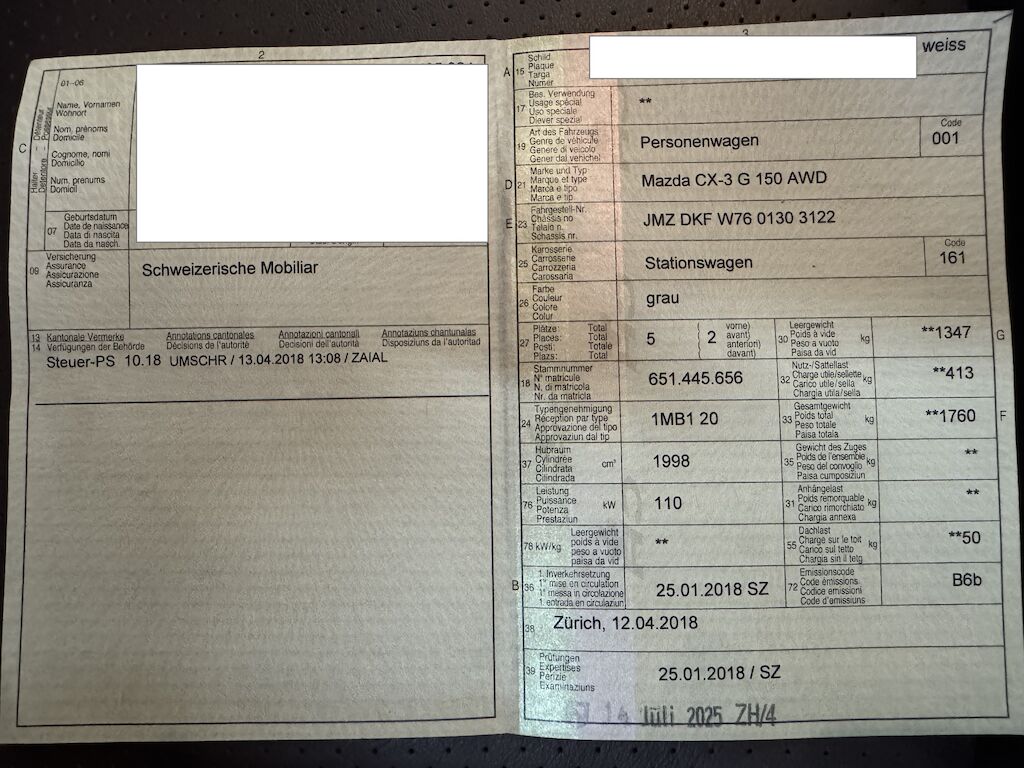 2
01-06
Name, Vornamen
Wohnort
Nom, prénoms
Domicile
Cognome, nomi
Domicilio
Num, prenums
Domicil
C
Halter - Détenteur
Detentore - Possessur
07
Geburtsdatum
Date de naissance
Data di nascita
Data da nasch.
09
Versicherung
Assurance
Assicurazione
Assicuranza
Schweizerische Mobiliar
13 Kantonale Vermerke Annotations cantonales Annotazioni cantonali Annotaziuns chantunalas
14 Verfügungen der Behörde Décisions de l'autorité Decisioni dell'autorità Disposiziuns da l'autoritad
Steuer-PS 10.18 UMSCHR / 13.04.2018 13:08 / ZAIAL
3
A 15
Schild
Plaque
Targa
Numer
weiss
17
Bes. Verwendung
Usage spécial
Uso speciale
Diever spezial
**
19
Art des Fahrzeugs
Genre de véhicule
Genere di veicolo
Gener dal vehichel
Personenwagen
Code
001
D 21
Marke und Typ
Marque et type
Marca e tipo
Marca e tip
Mazda CX-3 G 150 AWD
E 23
Fahrgestell-Nr.
Châssis no
Telaio n.
Schassis nr.
JMZ DKF W76 0130 3122
25
Karosserie
Carrosserie
Carrozzeria
Carossaria
Stationswagen
Code
161
26
Farbe
Couleur
Colore
Colur
grau
27
Plätze: Total
Places: Total
Posti: Totale
Plazs: Total
5
( 2 vorne)
( avant)
( anterion)
( davant)
30
Leergewicht
Poids à vide
Peso a vuoto
Paisa da vid
kg
**1347
G
18
Stammnummer
N° matricule
N. di matricola
Nr. da matricla
651.445.656
32
Nutz-/Sattellast
Charge utile/sellette
Carico utile/sella
Chargia utila/sella
kg
**413
24
Typengenehmigung
Réception par type
Approvazione del tipo
Approvaziun dal tip
1MB1 20
33
Gesamtgewicht
Poids total
Peso totale
Paisa totala
kg
**1760
F
37
Hubraum
Cylindrée
Cilindrata
Cilindrada
cm³
1998
35
Gewicht des Zuges
Poids de l'ensemble
Peso del convoglio
Paisa cumposiziun
kg
**
76
Leistung
Puissance
Potenza
Prestaziun
kW
110
31
Anhängelast
Poids remorquable
Carico rimorchiato
Chargia annexa
kg
**
78 kW/kg
Leergewicht
poids à vide
peso a vuoto
paisa da vid
**
55
Dachlast
Charge sur le toit
Carico sul tetto
Chargia sin il tetg
kg
**50
B 36
1. Inverkehrsetzung
1re mise en circulation
1a messa in circolazione
1. entrada en circulaziun
25.01.2018 SZ
72
Emissionscode
Code émissions
Codice emissioni
Code d'emissiuns
B6b
38
Zürich, 12.04.2018
39
Prüfungen
Expertises
Perizie
Examinaziuns
25.01.2018 / SZ
14 Juli 2025 ZH/4